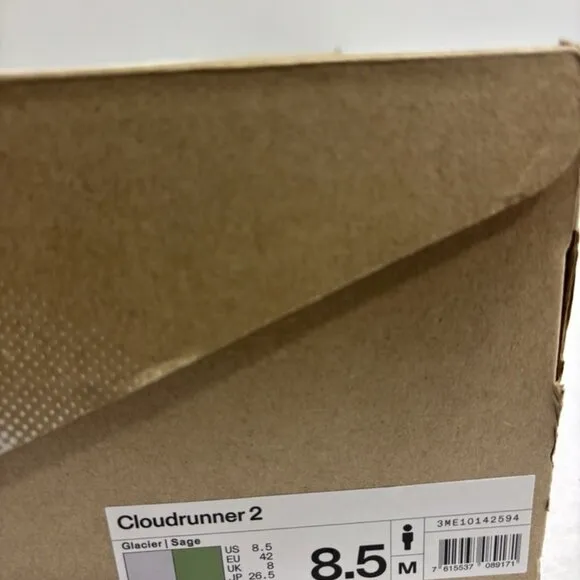 Cloudrunner 2
Glacier | Sage
US 8.5
EU 42
UK 8
JP 26.5
8.5
M
3ME10142594
7 615537 089171